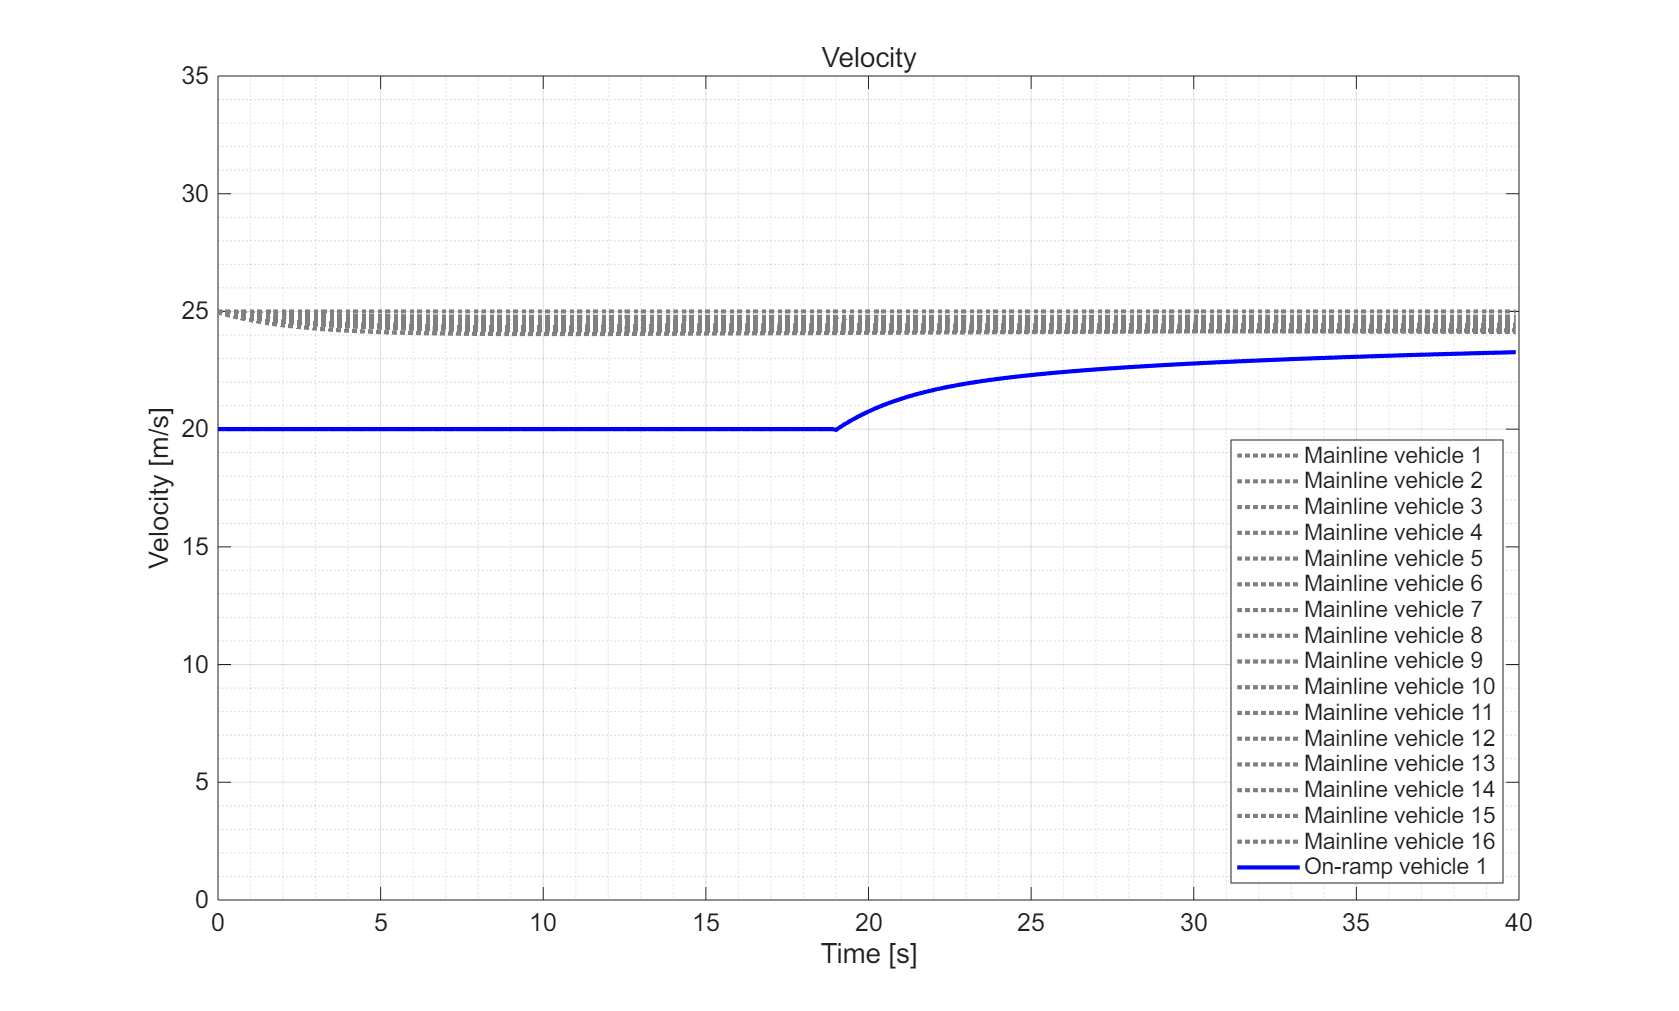 Velocity
35
30
25
20
15
10
5
0
Velocity [m/s]
0 5 10 15 20 25 30 35 40
Time [s]
Mainline vehicle 1
Mainline vehicle 2
Mainline vehicle 3
Mainline vehicle 4
Mainline vehicle 5
Mainline vehicle 6
Mainline vehicle 7
Mainline vehicle 8
Mainline vehicle 9
Mainline vehicle 10
Mainline vehicle 11
Mainline vehicle 12
Mainline vehicle 13
Mainline vehicle 14
Mainline vehicle 15
Mainline vehicle 16
On-ramp vehicle 1